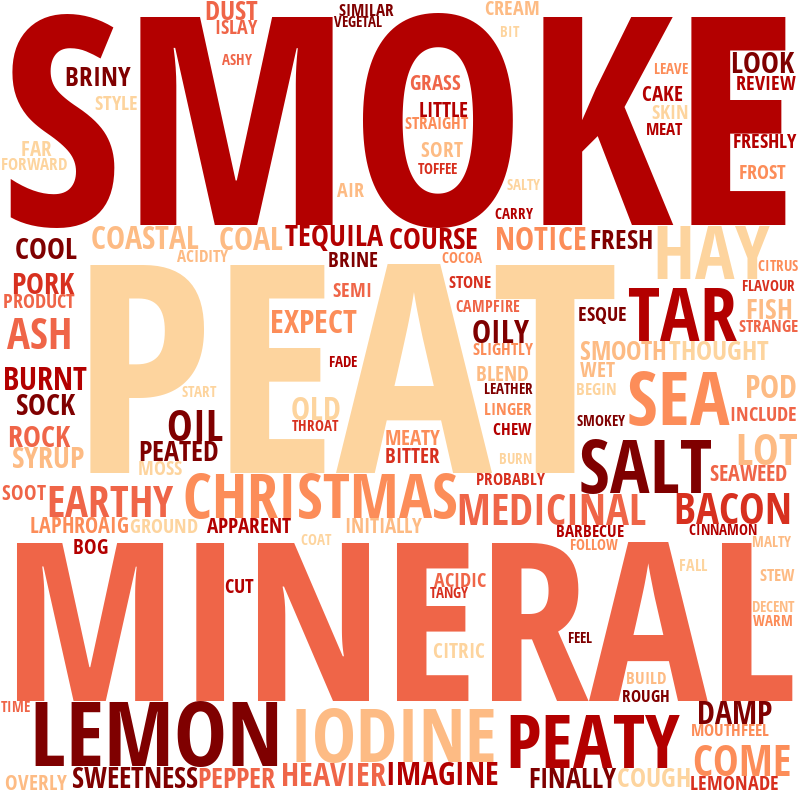 DUST
SIMILAR
CREAM
ISLAY
VEGETAL
BIT
SMOKE
ASHY
LOOK
BRINY
LEAVE
GRASS
REVIEW
CAKE
STYLE
LITTLE
SKIN
STRAIGHT
MEAT
FRESHLY
FAR
SORT
FORWARD
TOFFEE
FROST
AIR
SALTY
CARRY
COOL
COASTAL
COAL
TEQUILA
COURSE
NOTICE
FRESH
HAY
ACIDITY
BRINE
COCOA
CITRUS
PEAT
PORK
SEMI
STONE
FLAVOUR
PRODUCT
CAMPFIRE
ESQUE
TAR
FISH
ASH
EXPECT
OILY
STRANGE
SLIGHTLY
SMOOTH
THOUGHT
FADE
BURNT
BLEND
WET
START
LEATHER
BEGIN
POD
SOCK
OLD
LINGER
SEA
INCLUDE
OIL
THROAT
CHEW
SMOKEY
ROCK
MEATY
PEATED
BITTER
SALT
LOT
SYRUP
MOSS
BURN
SEAWEED
SOOT
EARTHY
CHRISTMAS
PROBABLY
MEDICINAL
BACON
LAPHROAIG
GROUND
APPARENT
INITIALLY
BARBECUE
CINNAMON
BOG
COAT
FOLLOW
MALTY
MINERAL
CUT
ACIDIC
FALL
STEW
TANGY
DECENT
WARM
FEEL
CITRIC
BUILD
ROUGH
TIME
LEMON
IODINE
PEATY
DAMP
MOUTHFEEL
COME
OVERLY
SWEETNESS
PEPPER
HEAVIER
IMAGINE
FINALLY
COUGH
LEMONADE